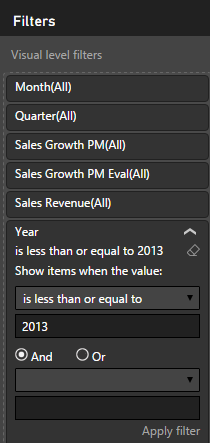 Filters
Visual level filters
Month(All)
Quarter(All)
Sales Growth PM(All)
Sales Growth PM Eval(All)
Sales Revenue(All)
Year
is less than or equal to 2013
Show items when the value:
is less than or equal to
2013
And Or
Apply filter